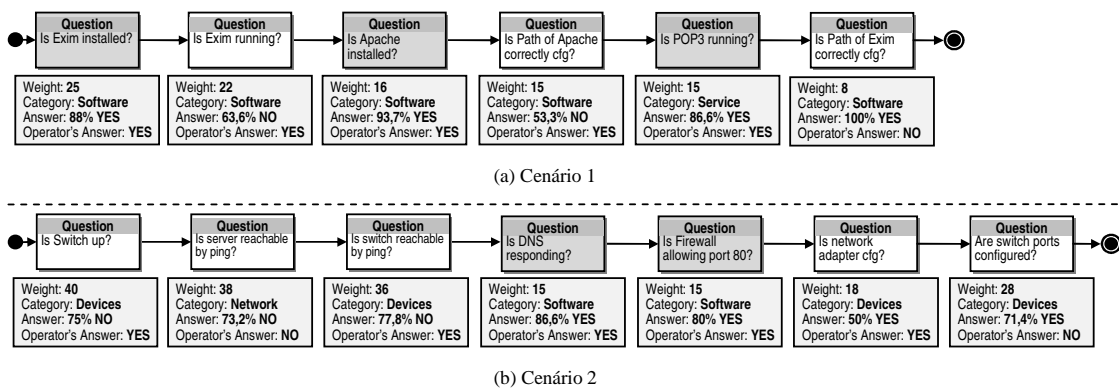 Question
Is Exim installed?
Question
Is Exim running?
Question
Is Apache
installed?
Question
Is Path of Apache
correctly cfg?
Question
Is POP3 running?
Question
Is Path of Exim
correctly cfg?
Weight: 25
Category: Software
Answer: 88% YES
Operator's Answer: YES
Weight: 22
Category: Software
Answer: 63,6% NO
Operator's Answer: YES
Weight: 16
Category: Software
Answer: 93,7% YES
Operator's Answer: YES
Weight: 15
Category: Software
Answer: 53,3% NO
Operator's Answer: YES
Weight: 15
Category: Service
Answer: 86,6% YES
Operator's Answer: YES
Weight: 8
Category: Software
Answer: 100% YES
Operator's Answer: NO
(a) Cenário 1
Question
Is Switch up?
Question
Is server reachable
by ping?
Question
Is switch reachable
by ping?
Question
Is DNS
responding?
Question
Is Firewall
allowing port 80?
Question
Is network
adapter cfg?
Question
Are switch ports
configured?
Weight: 40
Category: Devices
Answer: 75% NO
Operator's Answer: YES
Weight: 38
Category: Network
Answer: 73,2% NO
Operator's Answer: NO
Weight: 36
Category: Devices
Answer: 77,8% NO
Operator's Answer: YES
Weight: 15
Category: Software
Answer: 86,6% YES
Operator's Answer: YES
Weight: 15
Category: Software
Answer: 80% YES
Operator's Answer: YES
Weight: 18
Category: Devices
Answer: 50% YES
Operator's Answer: YES
Weight: 28
Category: Devices
Answer: 71,4% YES
Operator's Answer: NO
(b) Cenário 2